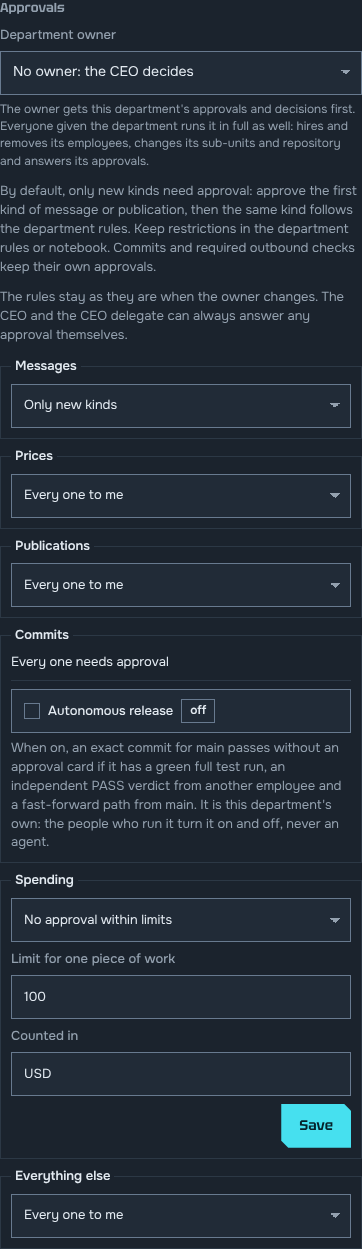 Approvals
Department owner
No owner: the CEO decides
The owner gets this department's approvals and decisions first.
Everyone given the department runs it in full as well: hires and
removes its employees, changes its sub-units and repository
and answers its approvals.
By default, only new kinds need approval: approve the first
kind of message or publication, then the same kind follows
the department rules. Keep restrictions in the department
rules or notebook. Commits and required outbound checks
keep their own approvals.
The rules stay as they are when the owner changes. The
CEO and the CEO delegate can always answer any
approval themselves.
Messages
Only new kinds
Prices
Every one to me
Publications
Every one to me
Commits
Every one needs approval
Autonomous release off
When on, an exact commit for main passes without an
approval card if it has a green full test run, an
independent PASS verdict from another employee and
a fast-forward path from main. It is this department's
own: the people who run it turn it on and off, never an
agent.
Spending
No approval within limits
Limit for one piece of work
100
Counted in
USD
Save
Everything else
Every one to me